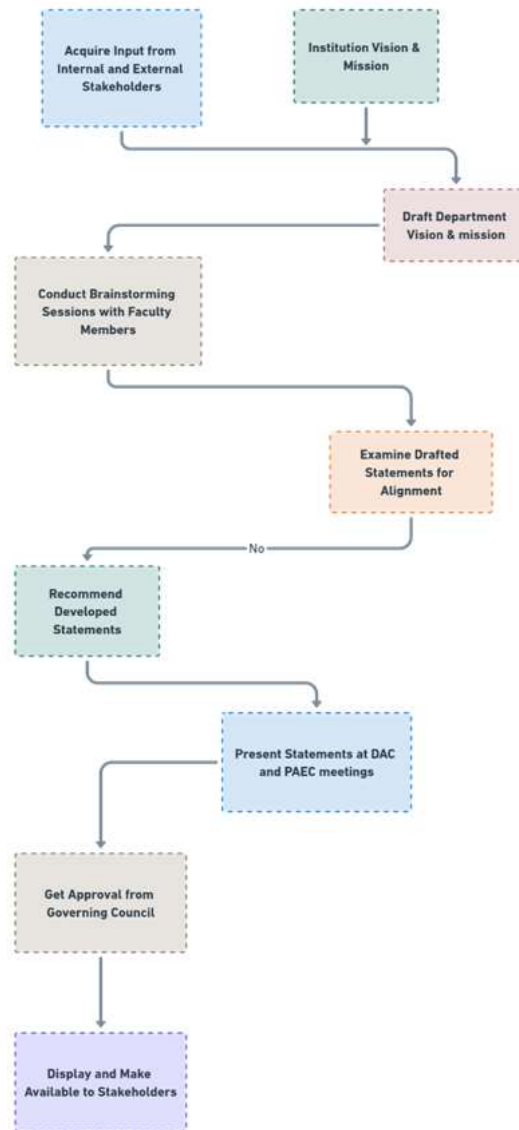 Acquire Input from
Internal and External
Stakeholders
Institution Vision &
Mission
Draft Department
Vision & mission
Conduct Brainstorming
Sessions with Faculty
Members
Examine Drafted
Statements for
Alignment
No
Recommend
Developed
Statements
Present Statements at DAC
and PAEC meetings
Get Approval from
Governing Council
Display and Make
Available to Stakeholders